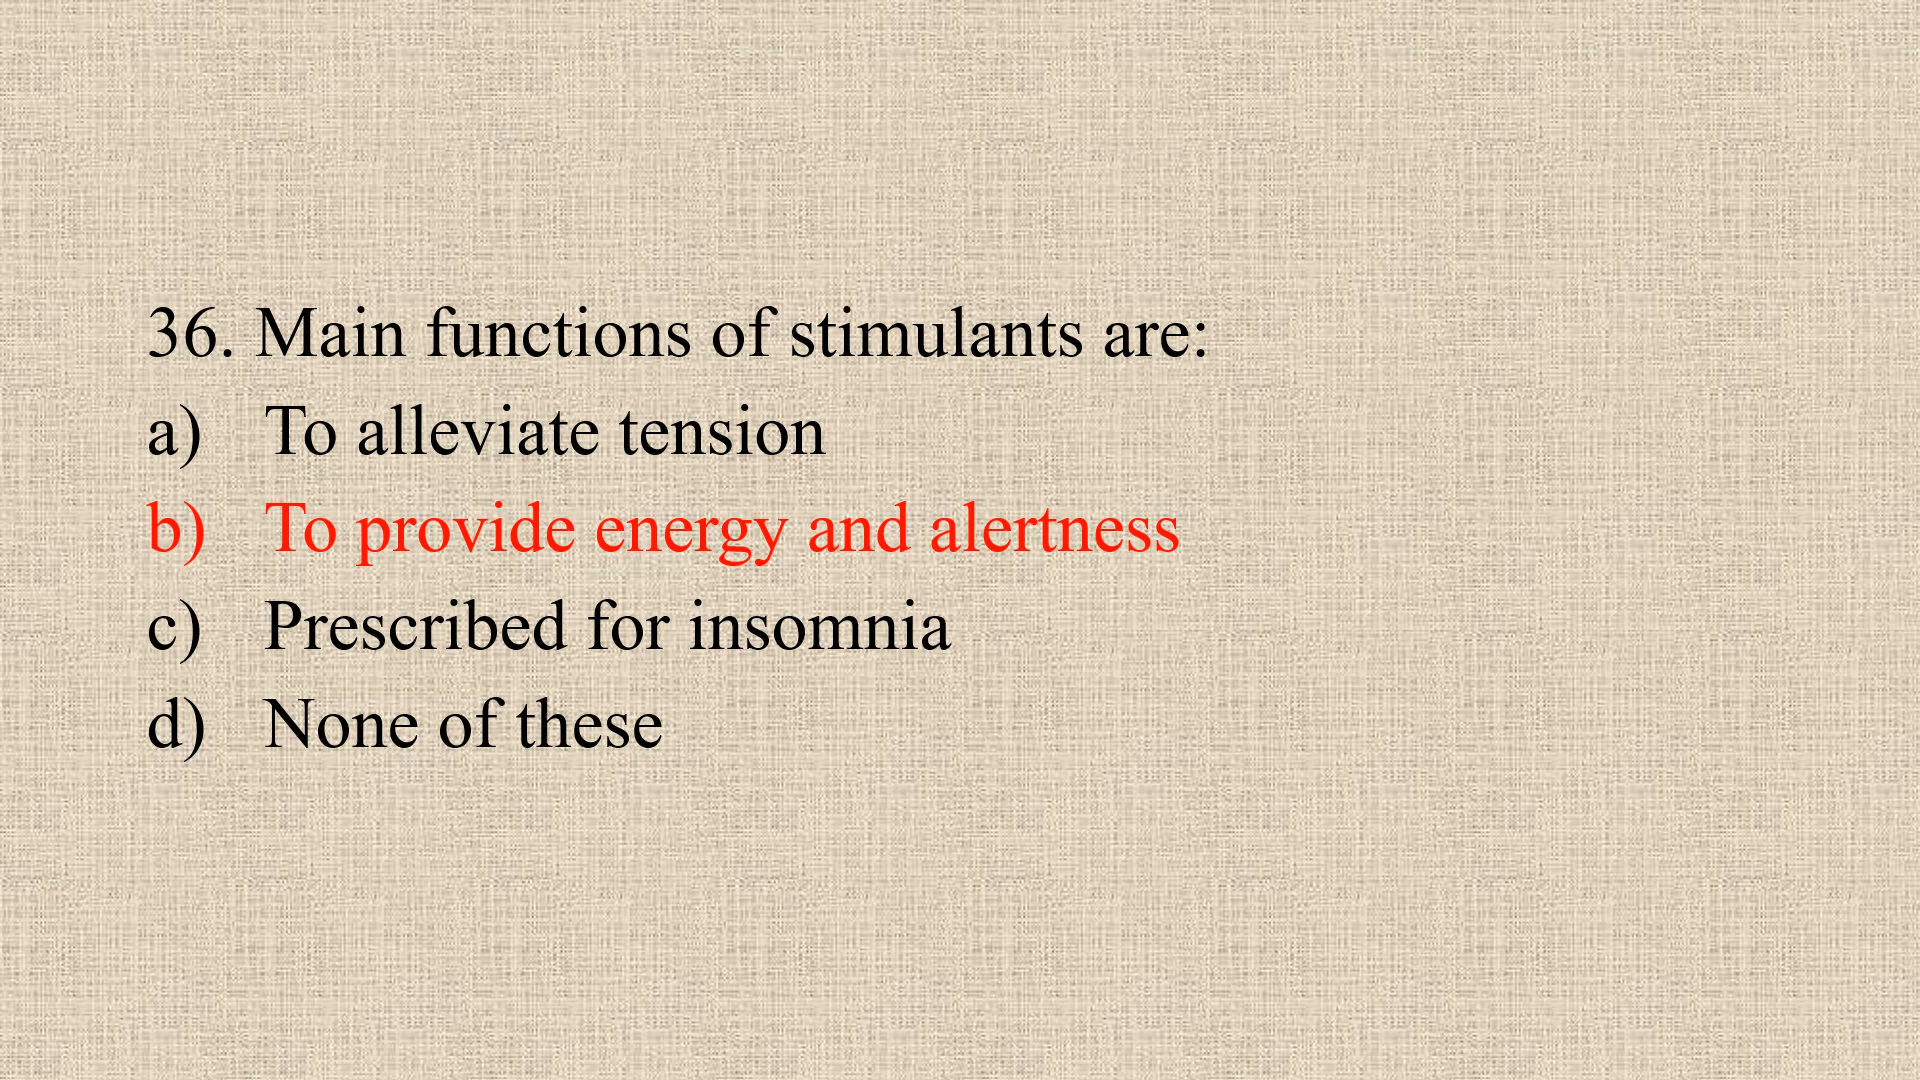 36. Main functions of stimulants are:
a) To alleviate tension
b) To provide energy and alertness
c) Prescribed for insomnia
d) None of these